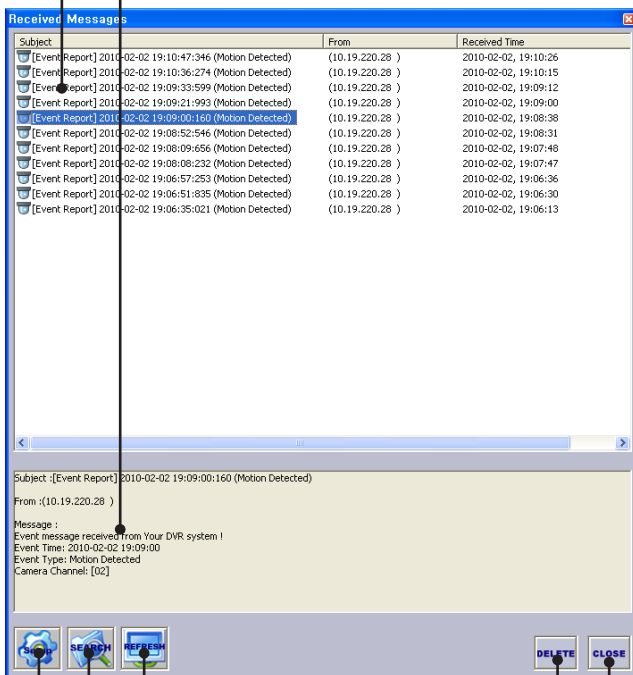 Received Messages
Subject From Received Time
[Event Report] 2010-02-02 19:10:47:346 (Motion Detected) (10.19.220.28 ) 2010-02-02, 19:10:26
[Event Report] 2010-02-02 19:10:36:274 (Motion Detected) (10.19.220.28 ) 2010-02-02, 19:10:15
[Event Report] 2010-02-02 19:09:33:599 (Motion Detected) (10.19.220.28 ) 2010-02-02, 19:09:12
[Event Report] 2010-02-02 19:09:21:993 (Motion Detected) (10.19.220.28 ) 2010-02-02, 19:09:00
[Event Report] 2010-02-02 19:09:00:160 (Motion Detected) (10.19.220.28 ) 2010-02-02, 19:08:38
[Event Report] 2010-02-02 19:08:52:546 (Motion Detected) (10.19.220.28 ) 2010-02-02, 19:08:31
[Event Report] 2010-02-02 19:08:09:656 (Motion Detected) (10.19.220.28 ) 2010-02-02, 19:07:48
[Event Report] 2010-02-02 19:08:08:232 (Motion Detected) (10.19.220.28 ) 2010-02-02, 19:07:47
[Event Report] 2010-02-02 19:06:57:253 (Motion Detected) (10.19.220.28 ) 2010-02-02, 19:06:36
[Event Report] 2010-02-02 19:06:51:835 (Motion Detected) (10.19.220.28 ) 2010-02-02, 19:06:30
[Event Report] 2010-02-02 19:06:35:021 (Motion Detected) (10.19.220.28 ) 2010-02-02, 19:06:13
Subject :[Event Report] 2010-02-02 19:09:00:160 (Motion Detected)
From :(10.19.220.28 )
Message :
Event message received from Your DVR system !
Event Time: 2010-02-02 19:09:00
Event Type: Motion Detected
Camera Channel: [02]
Setup SEARCH REFRESH DELETE CLOSE